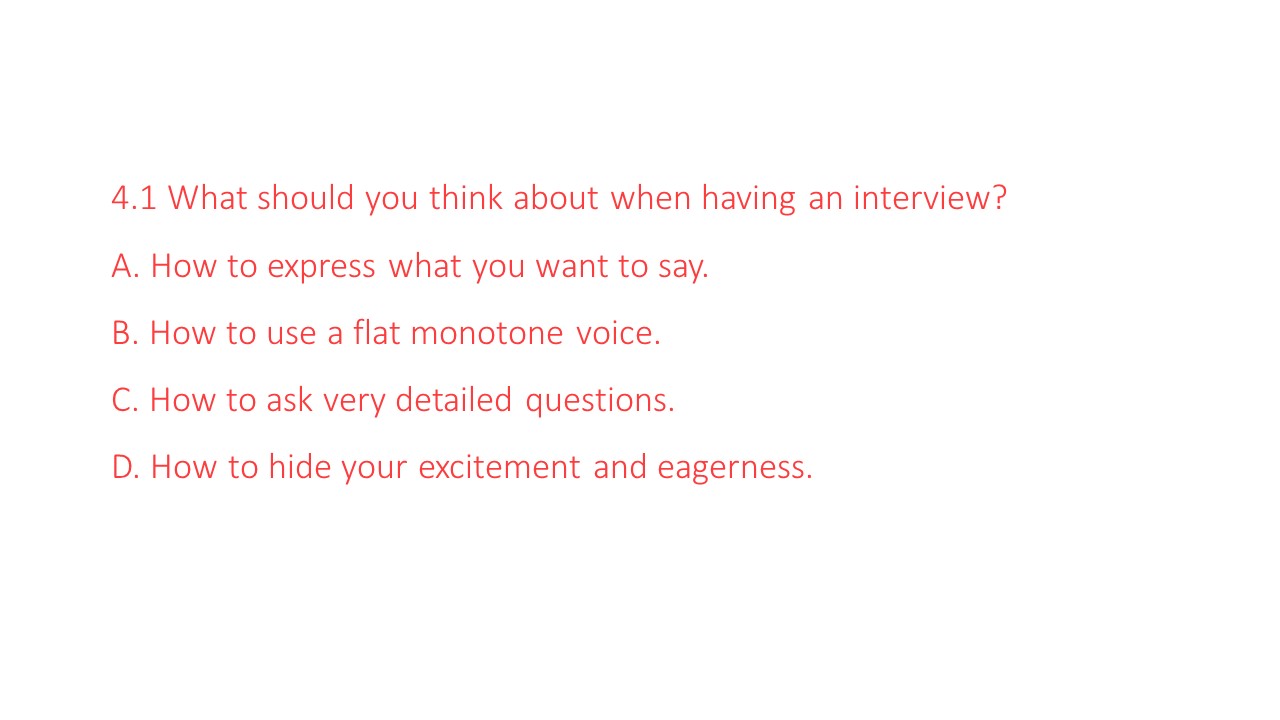 4.1 What should you think about when having an interview?
A. How to express what you want to say.
B. How to use a flat monotone voice.
C. How to ask very detailed questions.
D. How to hide your excitement and eagerness.